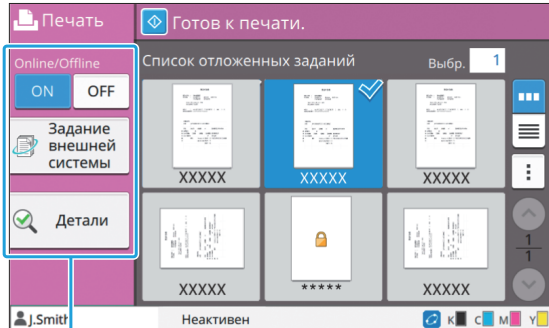 Печать
Готов к печати.
Online/Offline
ON OFF
Задание
внешней
системы
Детали
Список отложенных заданий
Выбр. 1
XXXXX XXXXX XXXXX
XXXXX ***** XXXXX
1
1
J.Smith
Неактивен
K C M Y